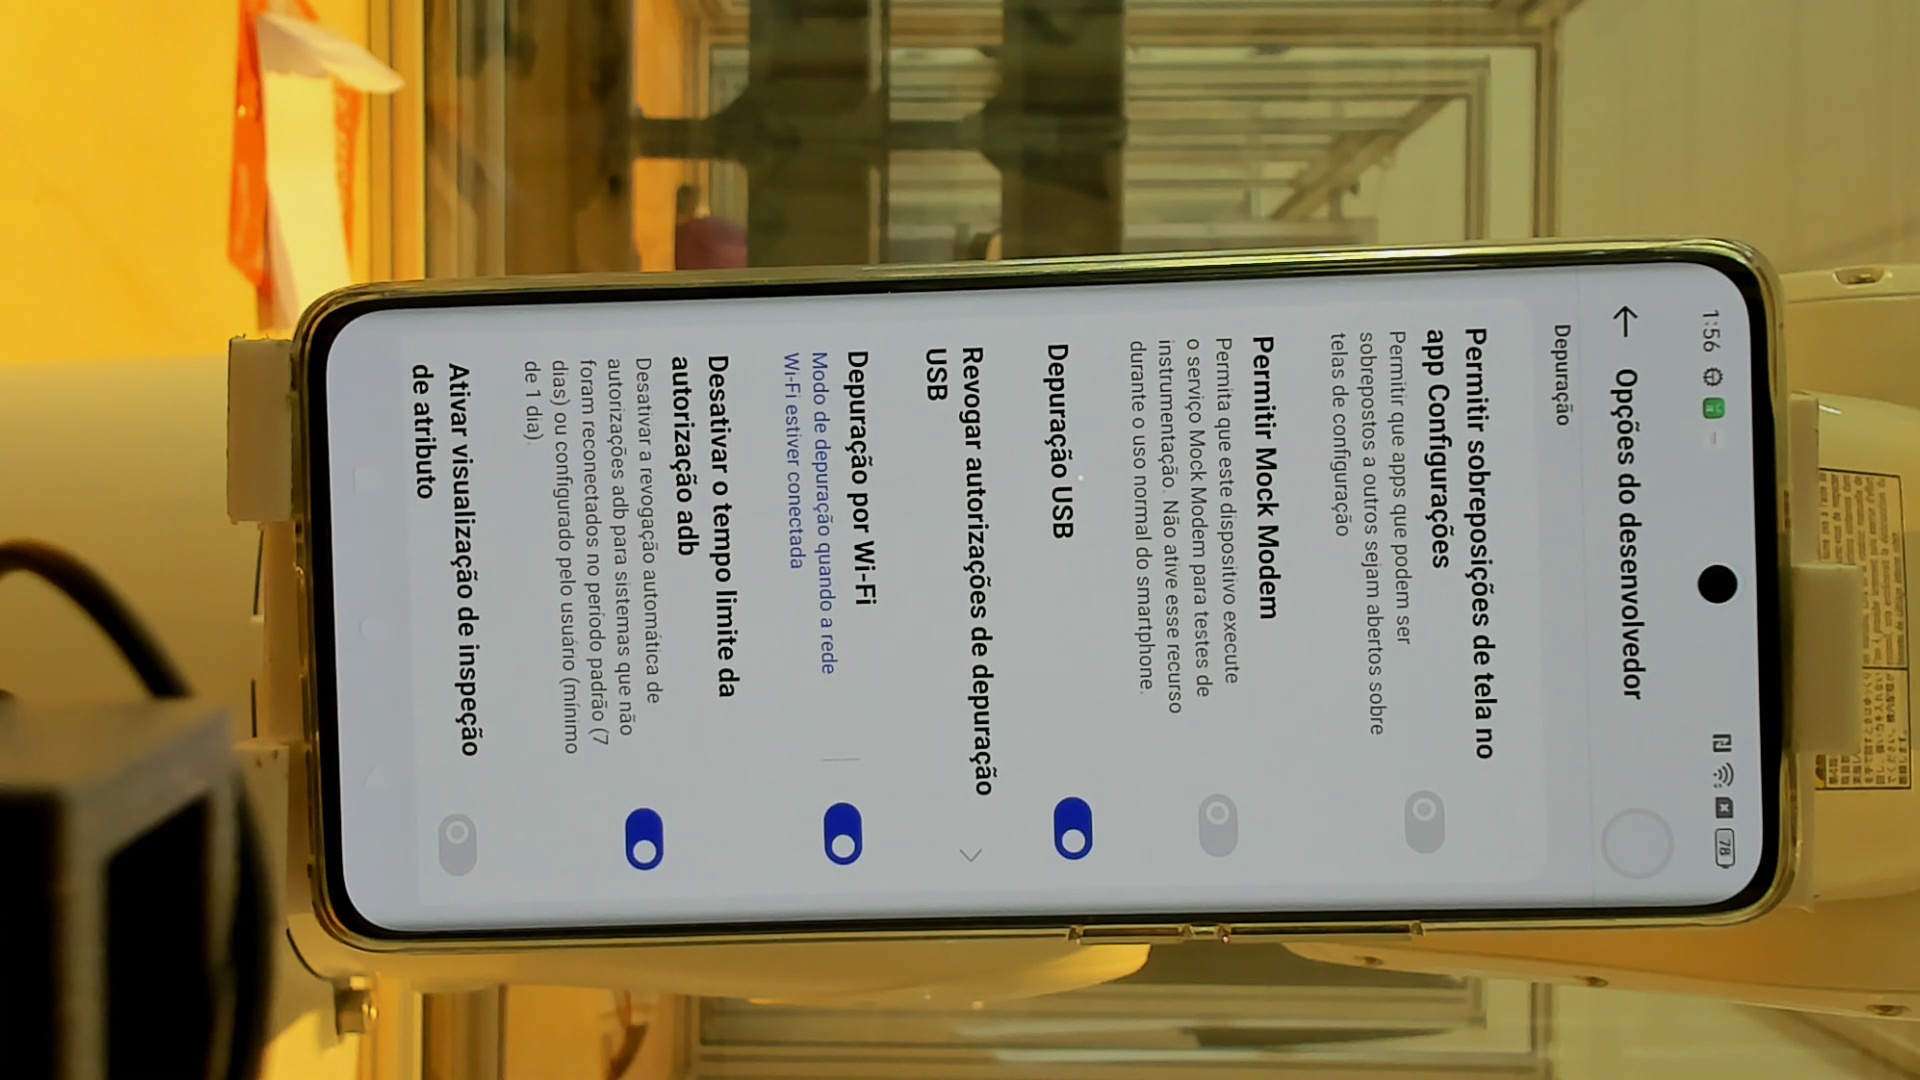 1:56
78
Opções do desenvolvedor
Depuração
Permitir sobreposições de tela no
app Configurações
Permitir que apps que podem ser
sobrepostos a outros sejam abertos sobre
telas de configuração
Permitir Mock Modem
Permita que este dispositivo execute
o serviço Mock Modem para testes de
instrumentação. Não ative esse recurso
durante o uso normal do smartphone.
Depuração USB
Revogar autorizações de depuração
USB
Depuração por Wi-Fi
Modo de depuração quando a rede
Wi-Fi estiver conectada
Desativar o tempo limite da
autorização adb
Desativar a revogação automática de
autorizações adb para sistemas que não
foram reconectados no período padrão (7
dias) ou configurado pelo usuário (mínimo
de 1 dia).
Ativar visualização de inspeção
de atributo